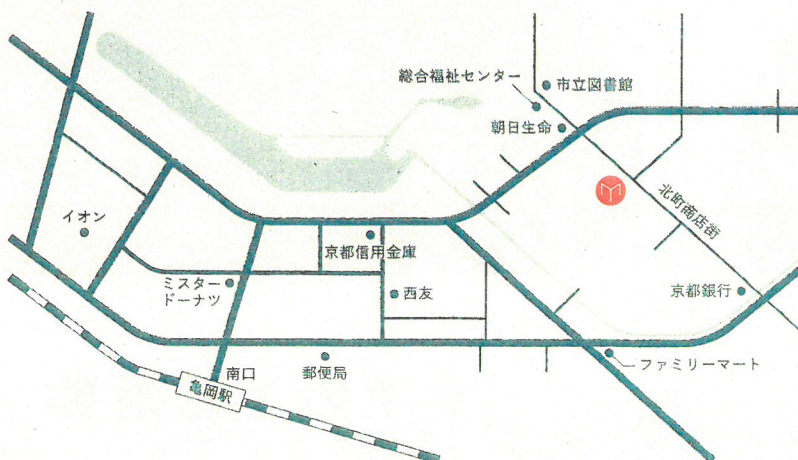 総合福祉センター
市立図書館
朝日生命
北町商店街
イオン
京都信用金庫
ミスター
ドーナツ
西友
京都銀行
南口
郵便局
ファミリーマート
亀岡駅